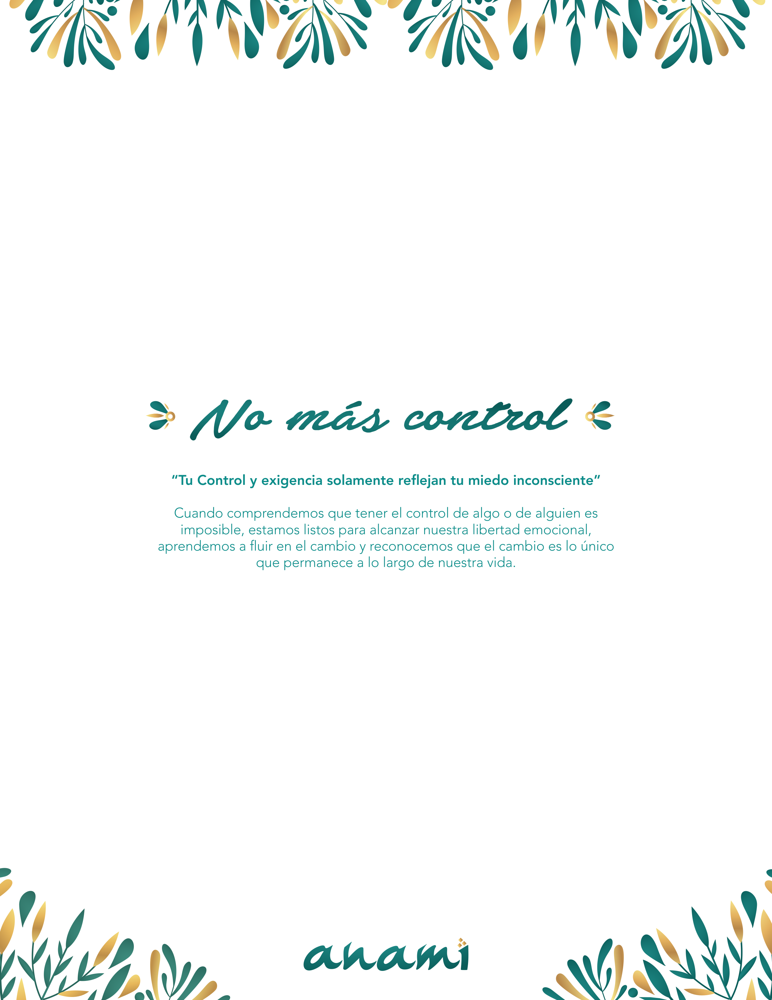 No más control
“Tu Control y exigencia solamente reflejan tu miedo inconsciente”
Cuando comprendemos que tener el control de algo o de alguien es
imposible, estamos listos para alcanzar nuestra libertad emocional,
aprendemos a fluir en el cambio y reconocemos que el cambio es lo único
que permanece a lo largo de nuestra vida.
anami